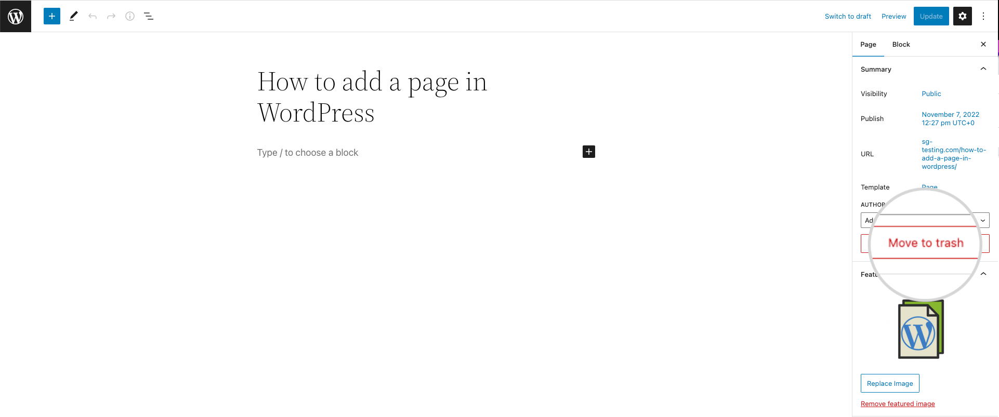 Switch to draft Preview Update
Page Block
Summary
How to add a page in
WordPress
Visibility Public
Publish November 7, 2022
12:27 pm UTC+0
Type / to choose a block
URL sg-
testing.com/how-to-
add-a-page-in-
wordpress/
Template Page
AUTHOR
Ad
Move to trash
Featu
Replace Image
Remove featured image